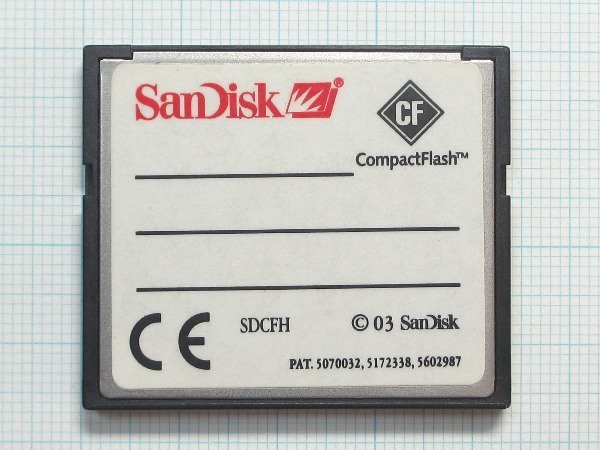 SanDisk®
CF
CompactFlash™
CE SDCFH © 03 SanDisk
PAT. 5070032, 5172338, 5602987